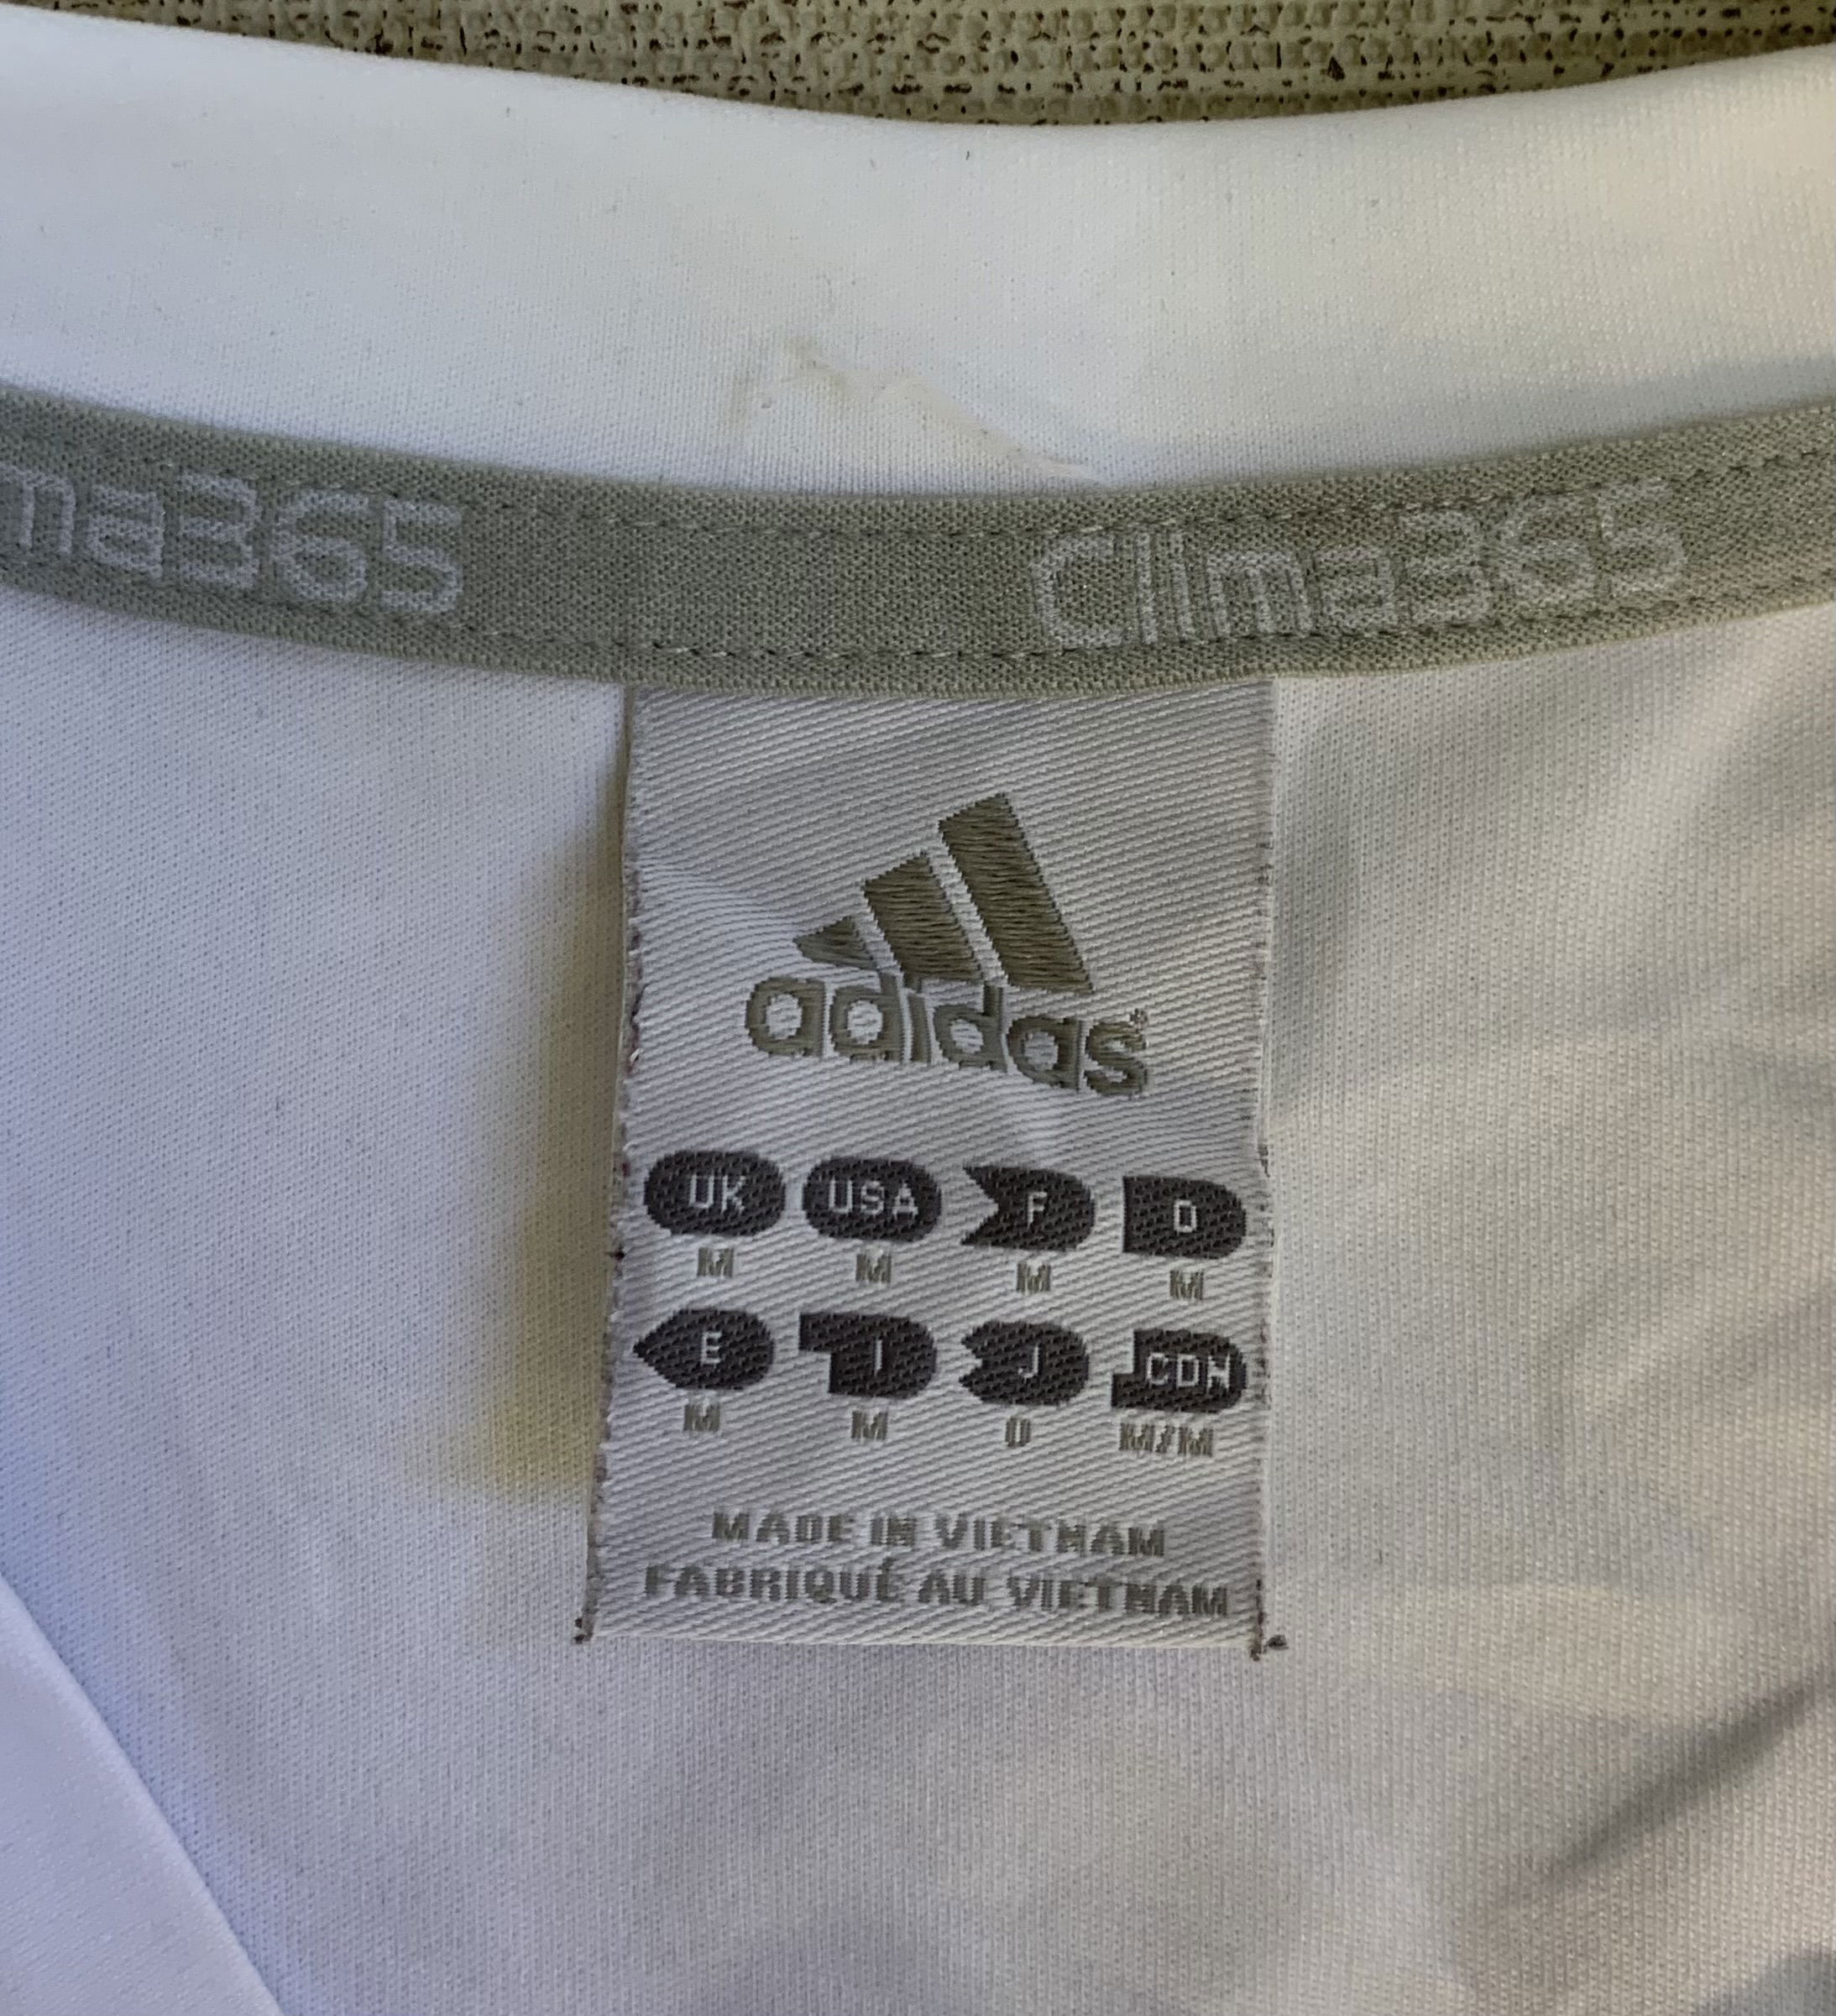 ma365 Clima365
adidas®
UK USA F D
M M M M
E I J CDN
M M O M/M
MADE IN VIETNAM
FABRIQUÉ AU VIETNAM